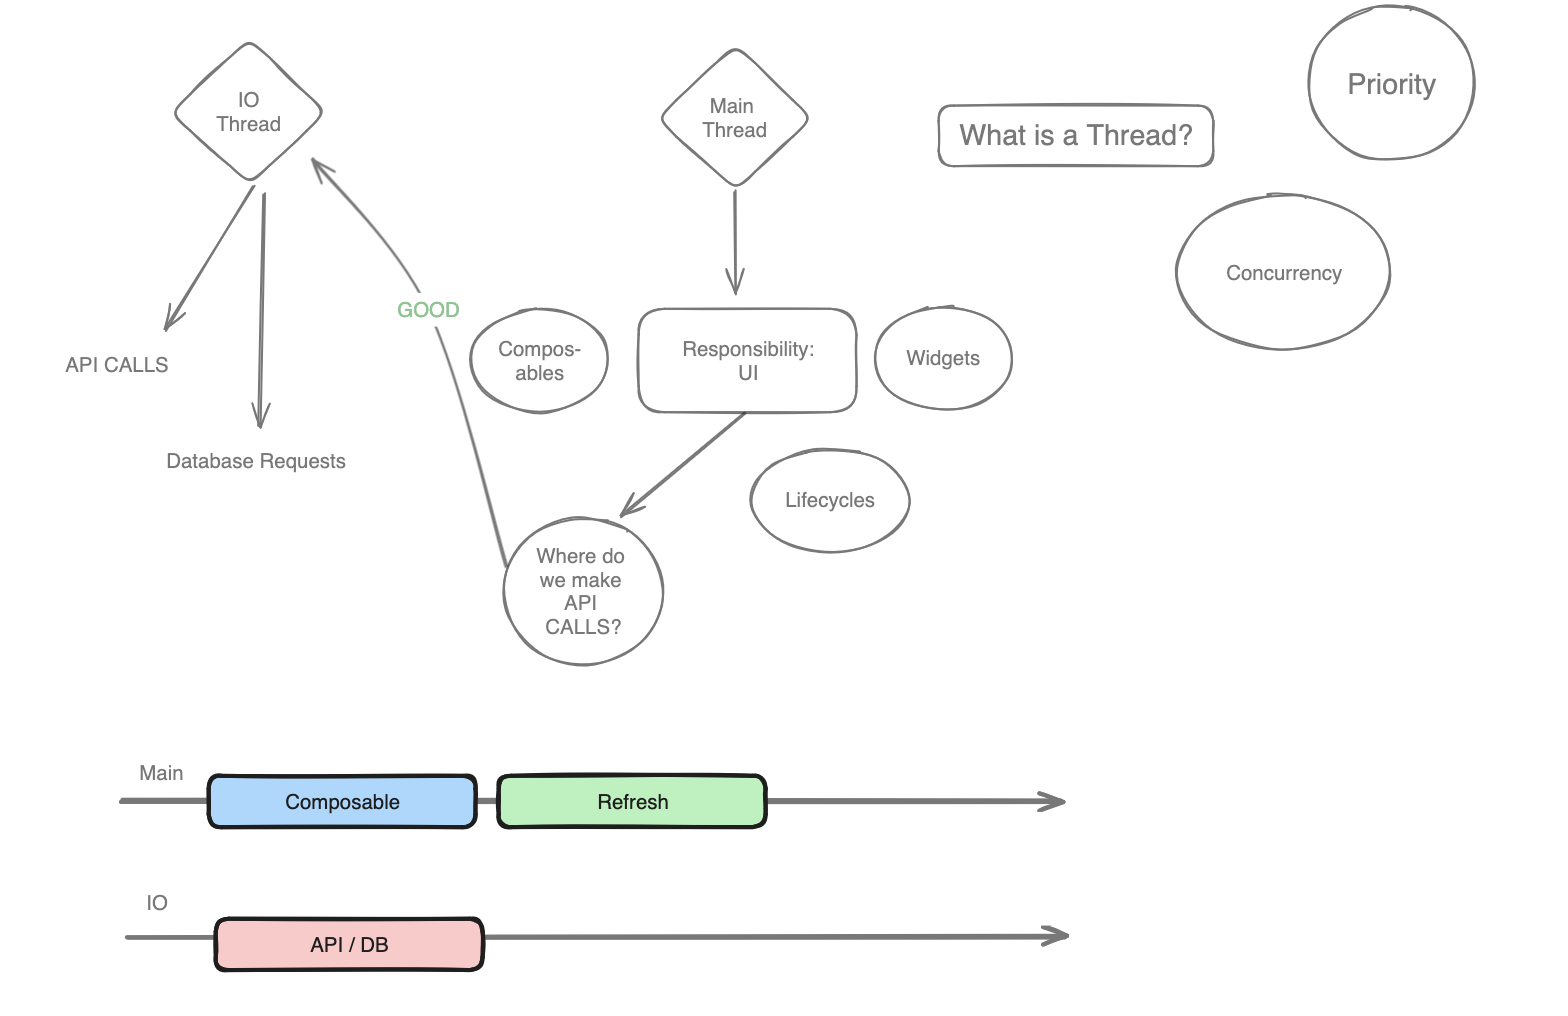 IO
Thread
Main
Thread
What is a Thread?
Priority
Concurrency
GOOD
Compos-
ables
Responsibility:
UI
Widgets
API CALLS
Database Requests
Lifecycles
Where do
we make
API
CALLS?
Main
Composable
Refresh
IO
API / DB